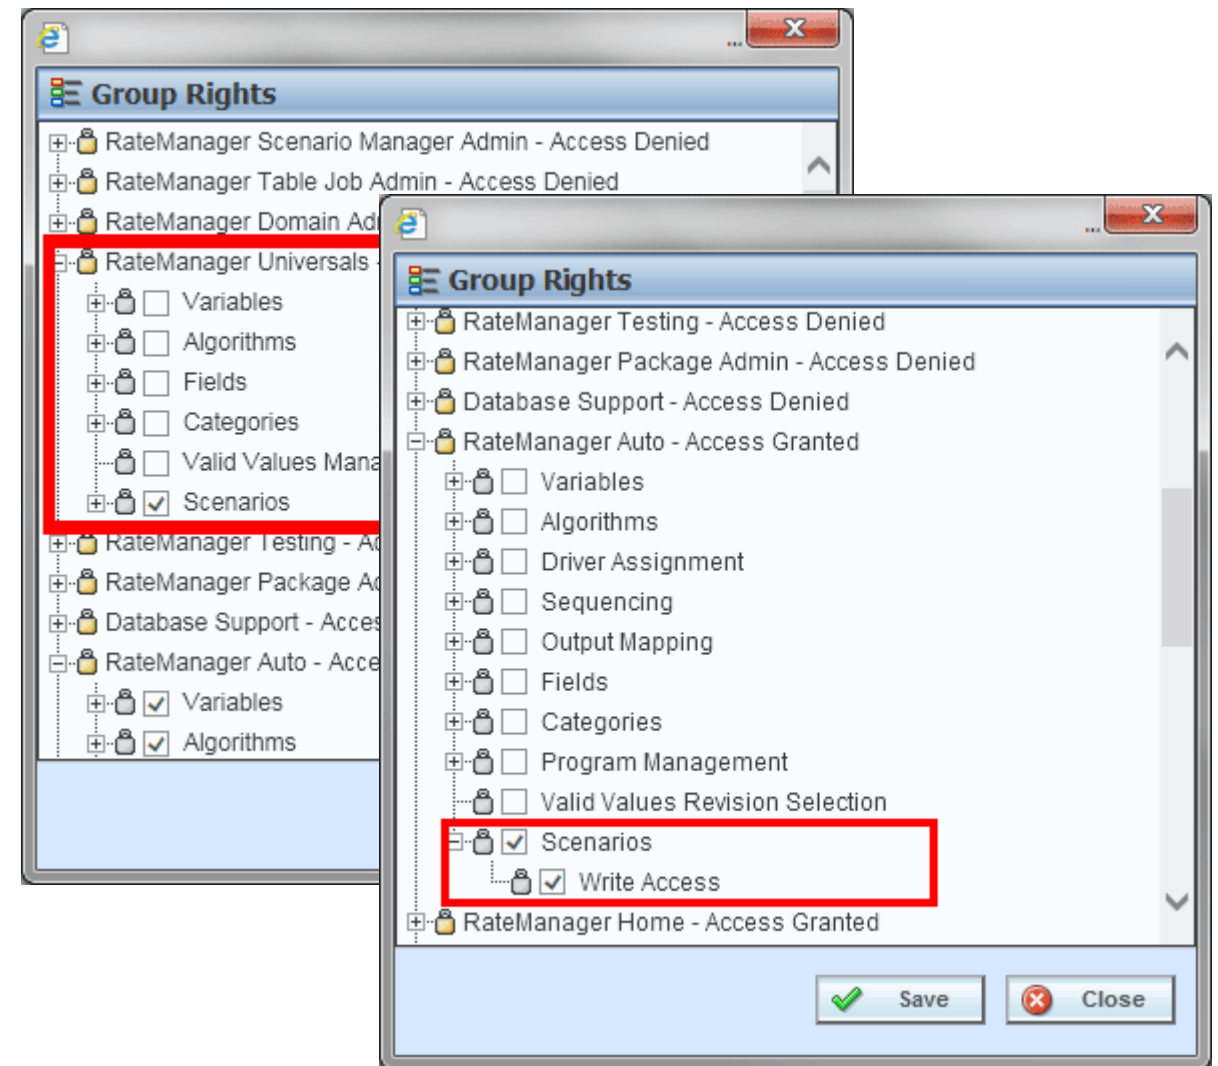 ...
Group Rights
RateManager Scenario Manager Admin - Access Denied
RateManager Table Job Admin - Access Denied
RateManager Domain Adm
RateManager Universals -
Variables
Algorithms
Fields
Categories
Valid Values Mana
Scenarios
RateManager Testing - Ac
RateManager Package Ad
Database Support - Acces
RateManager Auto - Acce
Variables
Algorithms
...
Group Rights
RateManager Testing - Access Denied
RateManager Package Admin - Access Denied
Database Support - Access Denied
RateManager Auto - Access Granted
Variables
Algorithms
Driver Assignment
Sequencing
Output Mapping
Fields
Categories
Program Management
Valid Values Revision Selection
Scenarios
Write Access
RateManager Home - Access Granted
Save
Close